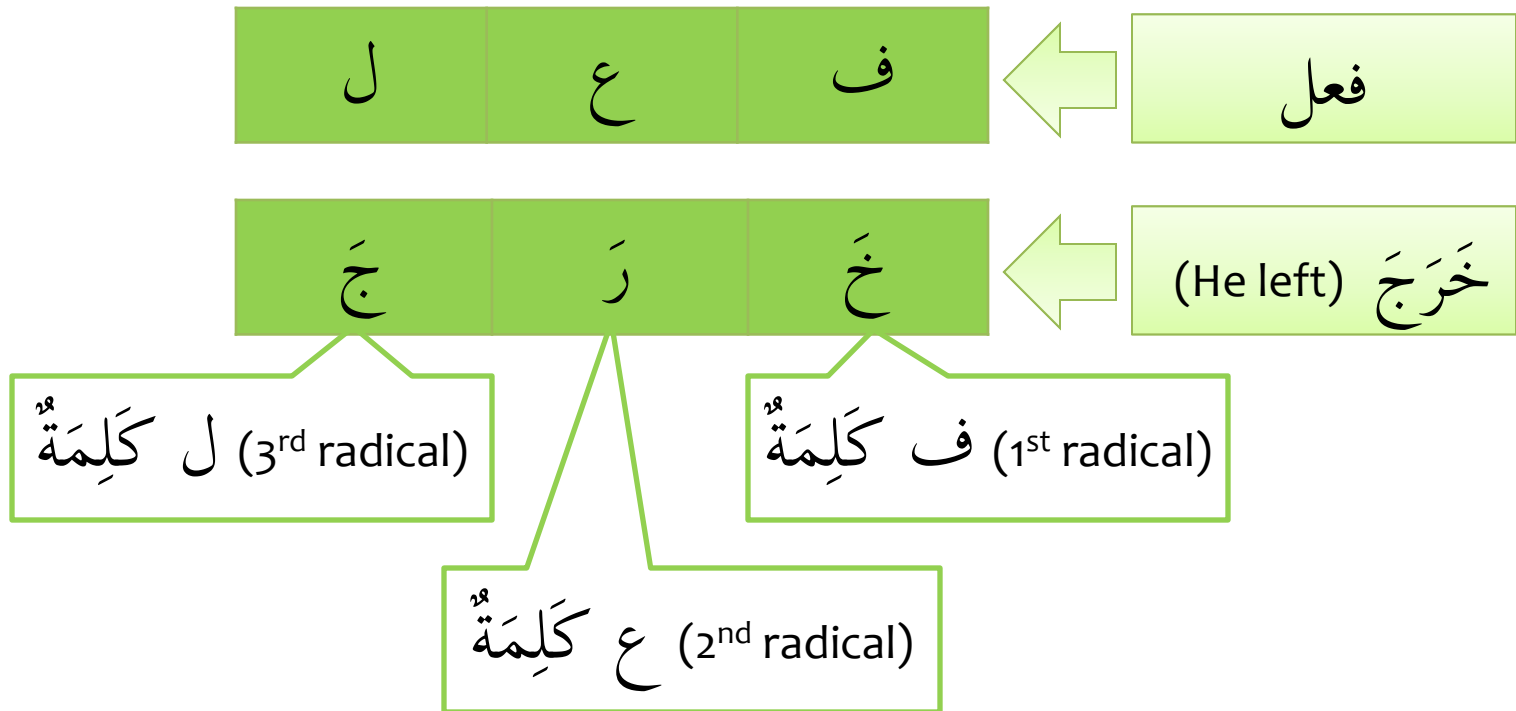 فعل
ف ع ل
خَرَجَ (He left)
خَ رَ جَ
ف كَلِمَةٌ (1st radical)
ل كَلِمَةٌ (3rd radical)
ع كَلِمَةٌ (2nd radical)